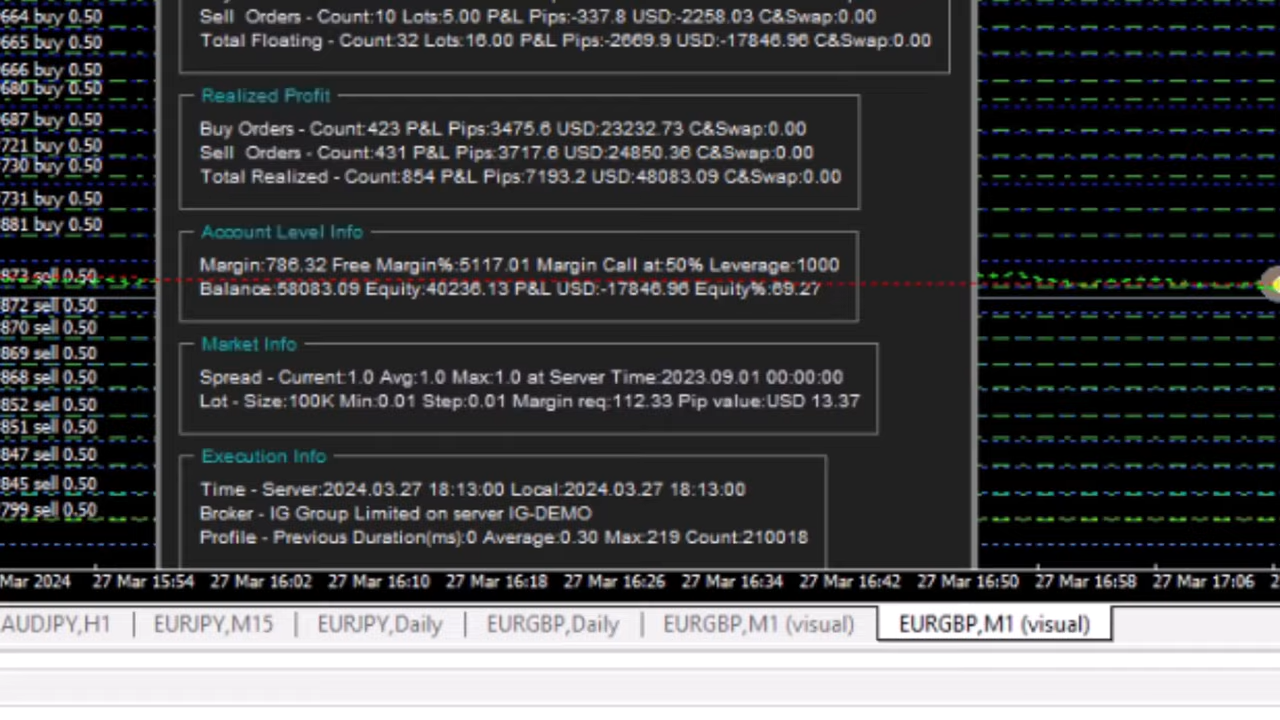 Sell Orders - Count:10 Lots:5.00 P&L Pips:-337.8 USD:-2258.03 C&Swap:0.00
Total Floating - Count:32 Lots:16.00 P&L Pips:-2669.9 USD:-17846.96 C&Swap:0.00
Realized Profit
Buy Orders - Count:423 P&L Pips:3475.6 USD:23232.73 C&Swap:0.00
Sell Orders - Count:431 P&L Pips:3717.6 USD:24850.36 C&Swap:0.00
Total Realized - Count:854 P&L Pips:7193.2 USD:48083.09 C&Swap:0.00
Account Level Info
Margin:786.32 Free Margin%:5117.01 Margin Call at:50% Leverage:1000
Balance:58083.09 Equity:40236.13 P&L USD:-17846.96 Equity%:69.27
Market Info
Spread - Current:1.0 Avg:1.0 Max:1.0 at Server Time:2023.09.01 00:00:00
Lot - Size:100K Min:0.01 Step:0.01 Margin req:112.33 Pip value:USD 13.37
Execution Info
Time - Server:2024.03.27 18:13:00 Local:2024.03.27 18:13:00
Broker - IG Group Limited on server IG-DEMO
Profile - Previous Duration(ms):0 Average:0.30 Max:219 Count:210018
664 buy 0.50
665 buy 0.50
666 buy 0.50
680 buy 0.50
687 buy 0.50
721 buy 0.50
730 buy 0.50
731 buy 0.50
881 buy 0.50
873 sell 0.50
872 sell 0.50
870 sell 0.50
869 sell 0.50
868 sell 0.50
852 sell 0.50
851 sell 0.50
847 sell 0.50
845 sell 0.50
799 sell 0.50
Mar 2024 27 Mar 15:54 27 Mar 16:02 27 Mar 16:10 27 Mar 16:18 27 Mar 16:26 27 Mar 16:34 27 Mar 16:42 27 Mar 16:50 27 Mar 16:58 27 Mar 17:06 2
AUDJPY,H1 | EURJPY,M15 | EURJPY,Daily | EURGBP,Daily | EURGBP,M1 (visual) EURGBP,M1 (visual)